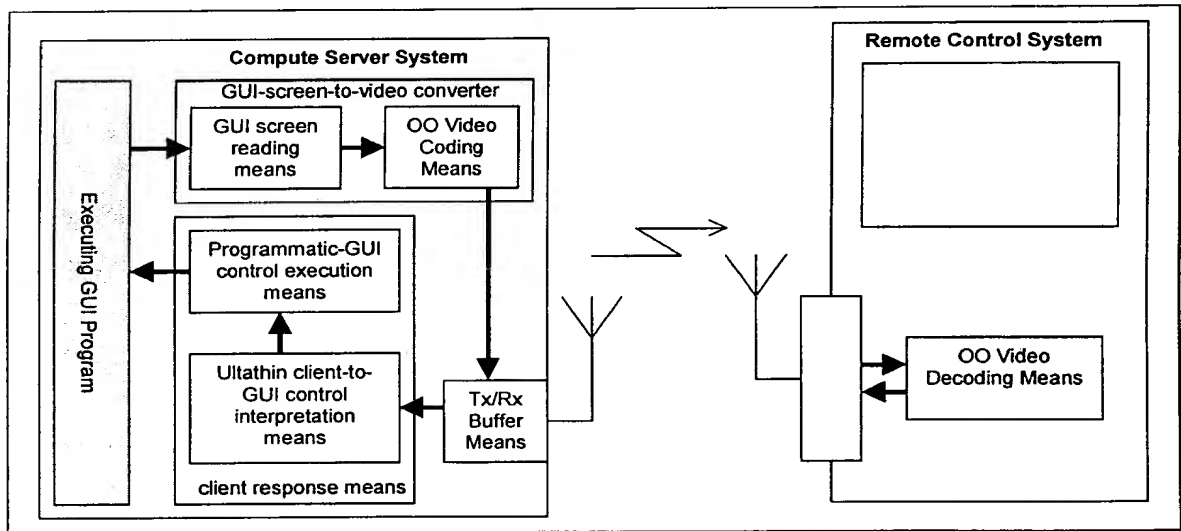 Compute Server System
GUI-screen-to-video converter
GUI screen
reading
means
OO Video
Coding
Means
Executing GUI Program
Programmatic-GUI
control execution
means
Ultathin client-to-
GUI control
interpretation
means
client response means
Tx/Rx
Buffer
Means
Remote Control System
OO Video
Decoding Means